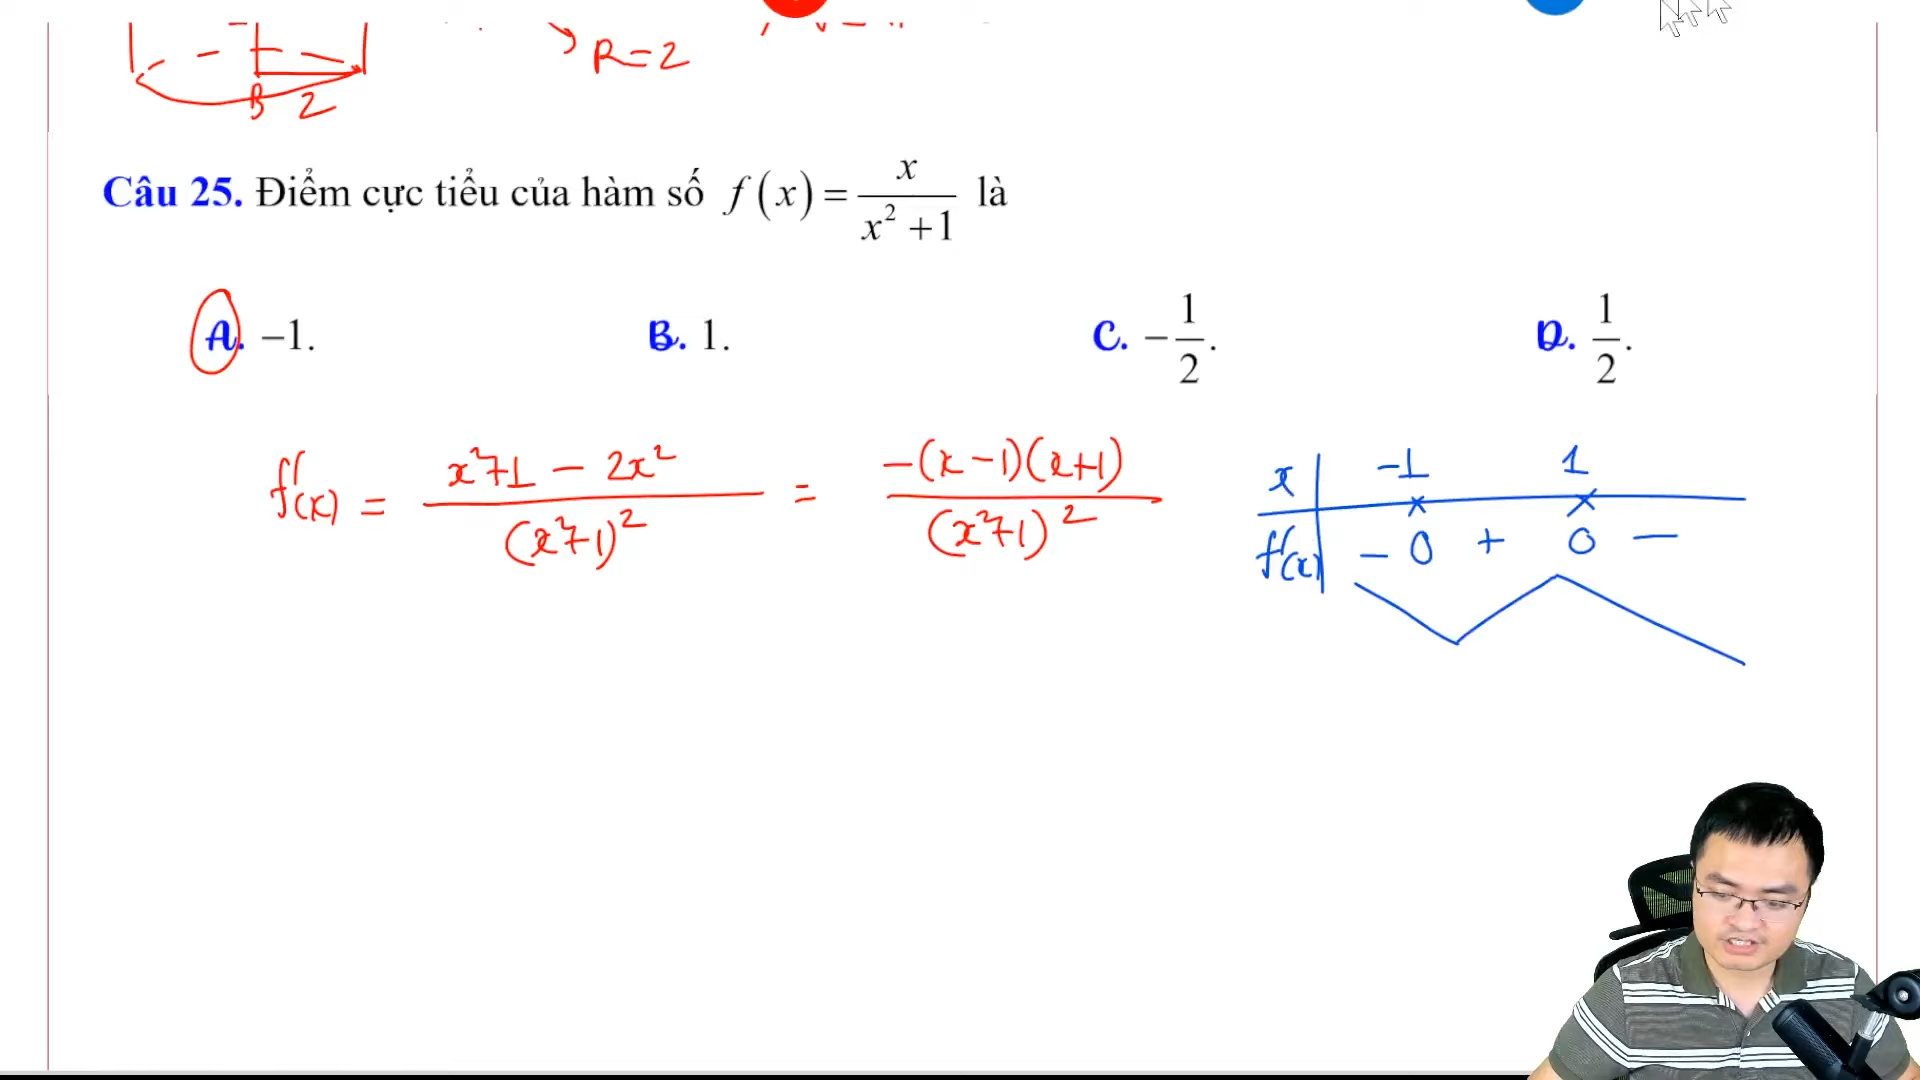 R=2
B 2
Câu 25. Điểm cực tiểu của hàm số f(x) = x/(x²+1) là
A. −1. B. 1. C. −1/2. D. 1/2.
f'(x) = (x²+1 − 2x²)/(x²+1)² = −(x−1)(x+1)/(x²+1)²
x −1 1
f'(x) − 0 + 0 −